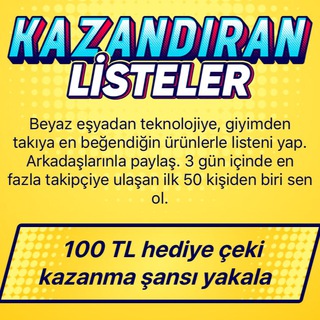 KAZANDIRAN
LİSTELER
Beyaz eşyadan teknolojiye, giyimden
takıya en beğendiğin ürünlerle listeni yap.
Arkadaşlarınla paylaş. 3 gün içinde en
fazla takipçiye ulaşan ilk 50 kişiden biri sen
ol.
100 TL hediye çeki
kazanma şansı yakala